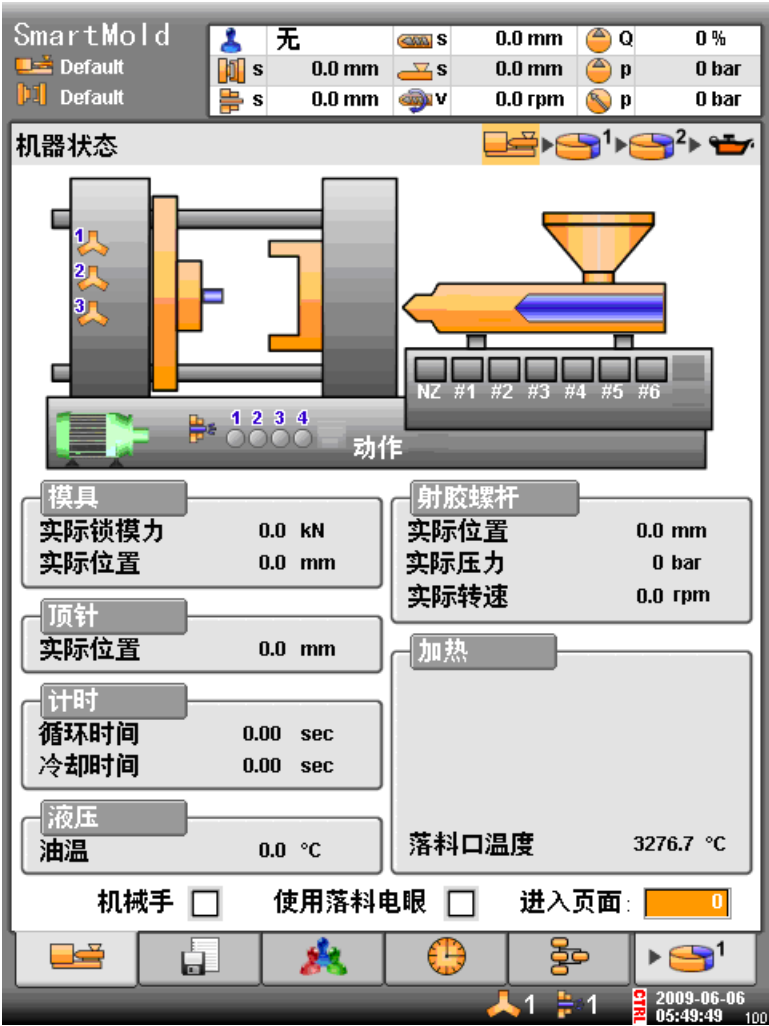 SmartMold
Default
Default
无 S 0.0 mm Q 0 %
s 0.0 mm s 0.0 mm p 0 bar
s 0.0 mm V 0.0 rpm p 0 bar
机器状态 1 2
1
2
3
NZ #1 #2 #3 #4 #5 #6
1 2 3 4
动作
模具
实际锁模力 0.0 kN
实际位置 0.0 mm
顶针
实际位置 0.0 mm
计时
循环时间 0.00 sec
冷却时间 0.00 sec
液压
油温 0.0 °C
射胶螺杆
实际位置 0.0 mm
实际压力 0 bar
实际转速 0.0 rpm
加热
落料口温度 3276.7 °C
机械手 使用落料电眼 进入页面: 0
1
1 1 CTRL 2009-06-06
05:49:49 100